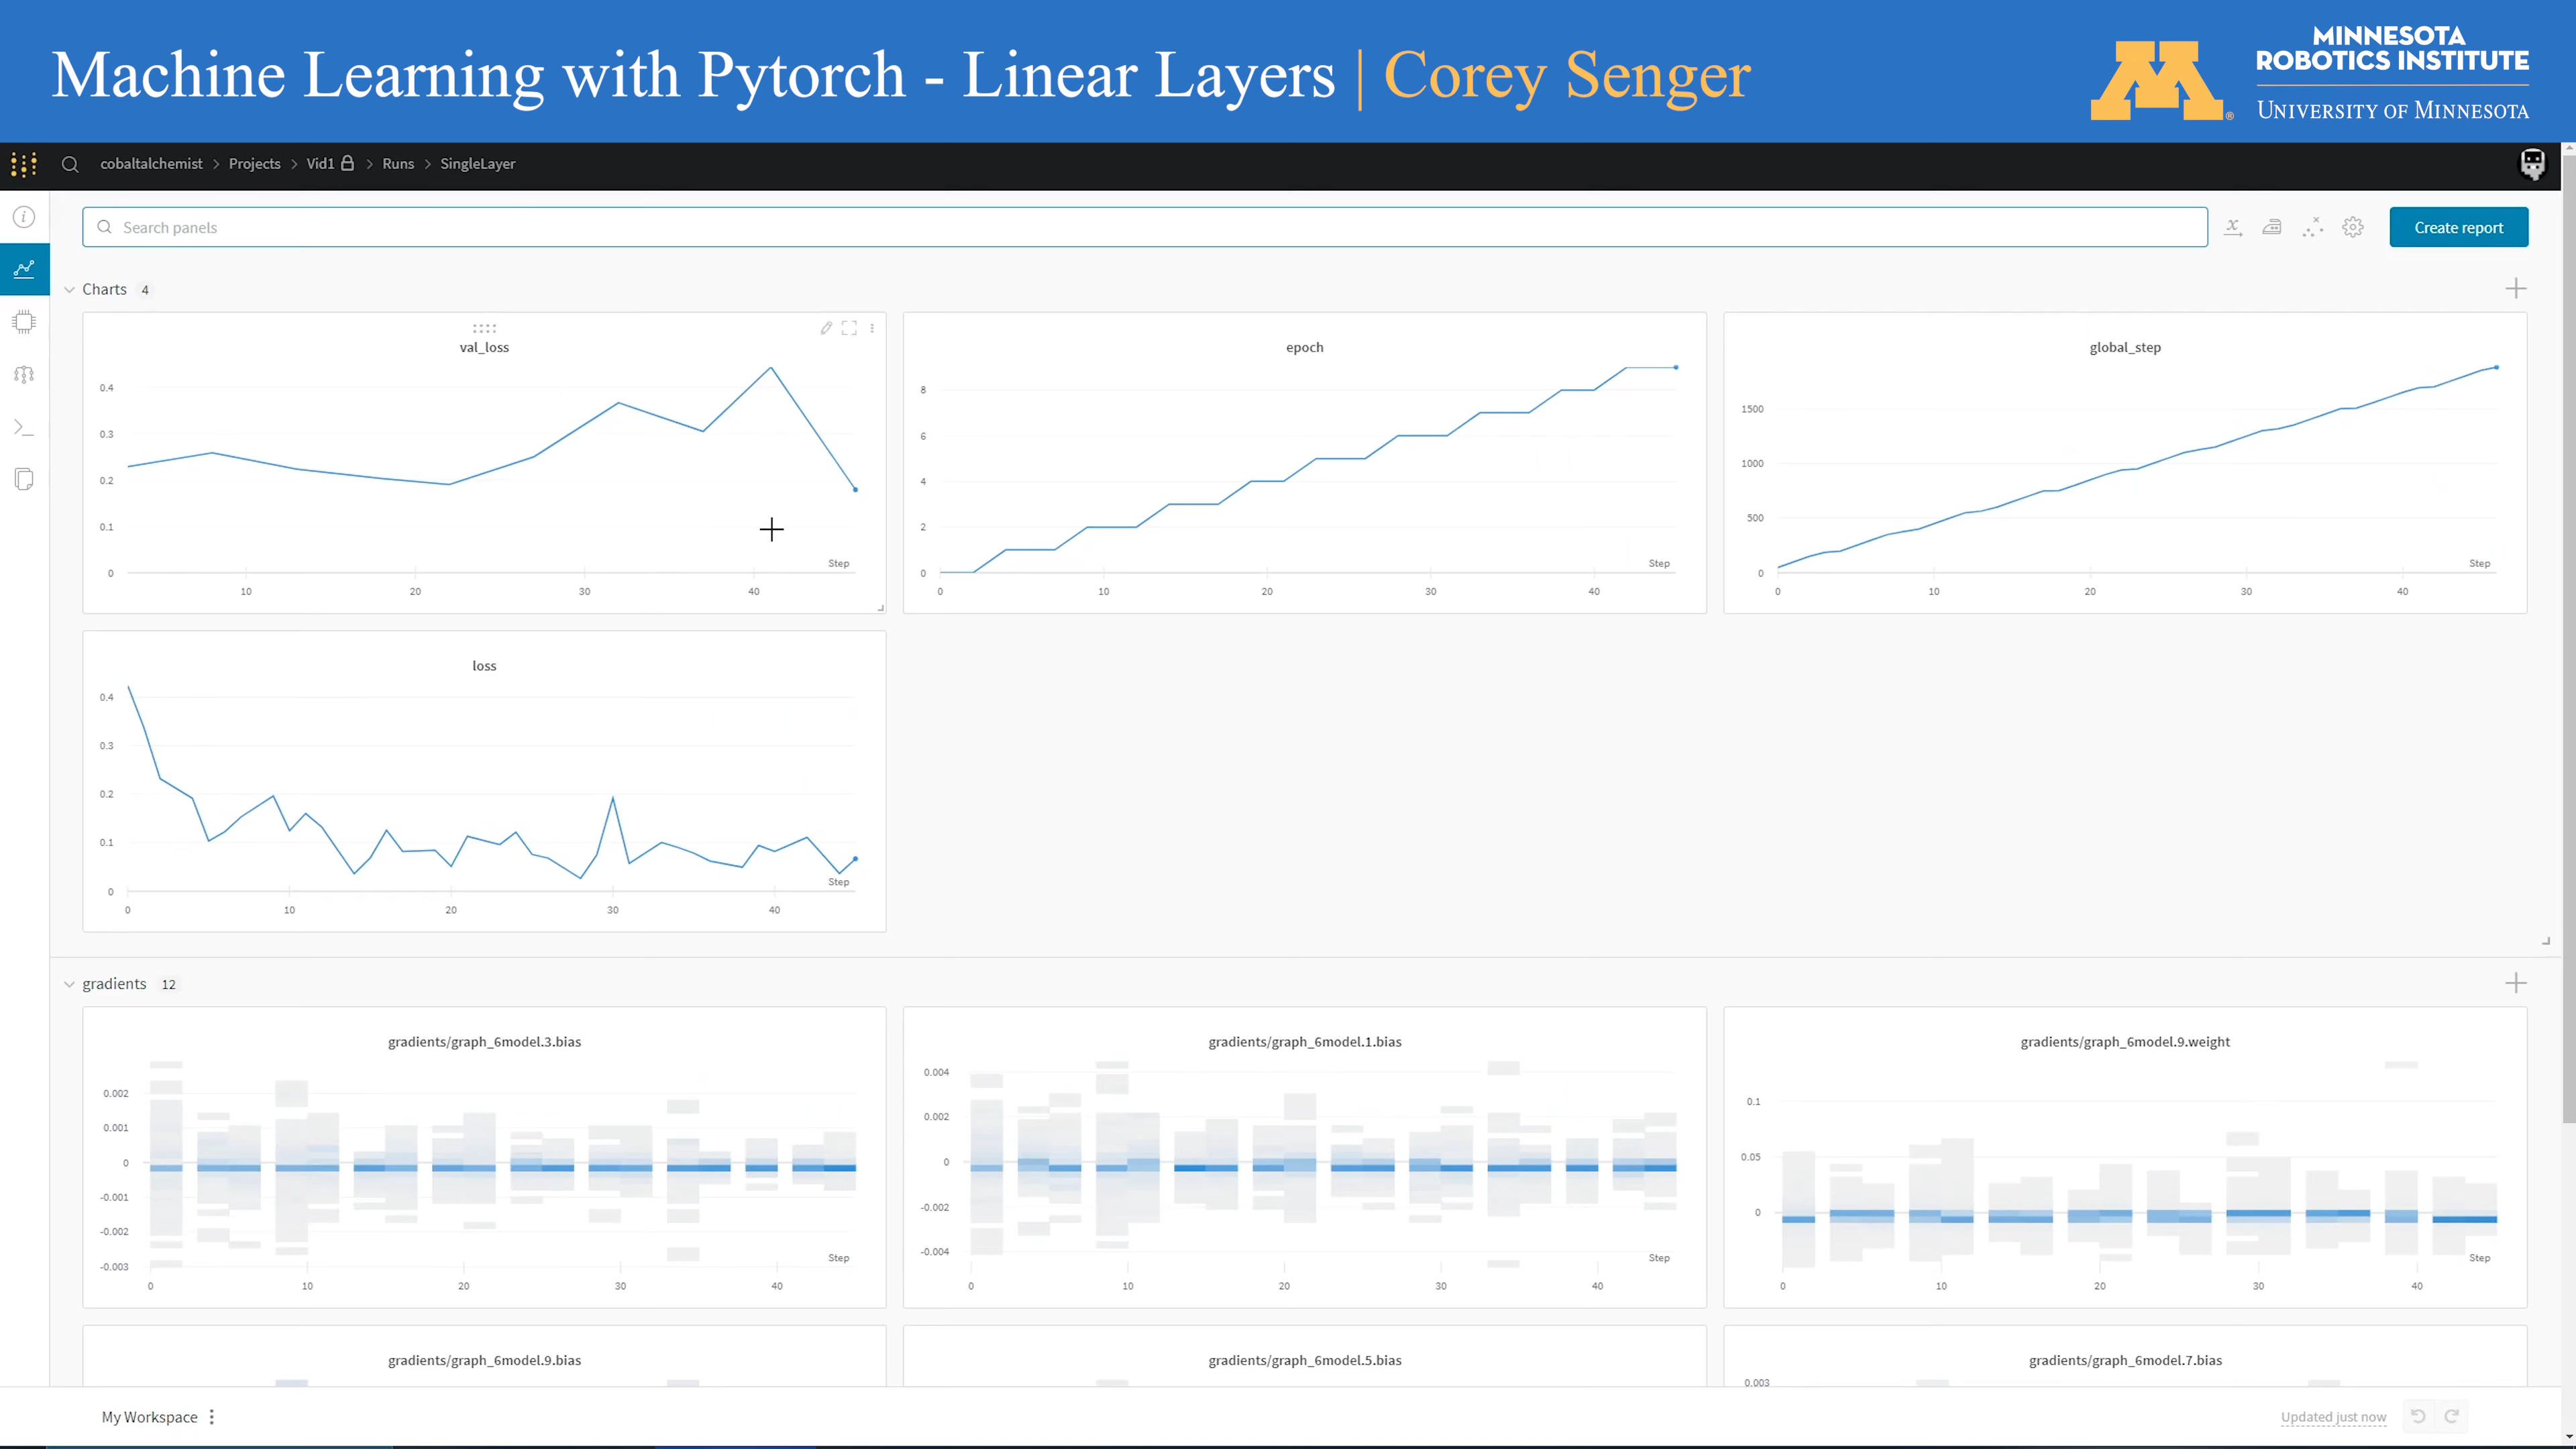 Machine Learning with Pytorch - Linear Layers | Corey Senger
MINNESOTA
ROBOTICS INSTITUTE
UNIVERSITY OF MINNESOTA
cobaltalchemist > Projects > Vid1 > Runs > SingleLayer
Search panels
Create report
Charts 4
val_loss
0.4
0.3
0.2
0.1
0
10 20 30 40
Step
epoch
8
6
4
2
0
0 10 20 30 40
Step
global_step
1500
1000
500
0
0 10 20 30 40
Step
loss
0.4
0.3
0.2
0.1
0
0 10 20 30 40
Step
gradients 12
gradients/graph_6model.3.bias
0.002
0.001
0
-0.001
-0.002
-0.003
0 10 20 30 40
Step
gradients/graph_6model.1.bias
0.004
0.002
0
-0.002
-0.004
0 10 20 30 40
Step
gradients/graph_6model.9.weight
0.1
0.05
0
0 10 20 30 40
Step
gradients/graph_6model.9.bias
gradients/graph_6model.5.bias
gradients/graph_6model.7.bias
0.003
My Workspace
Updated just now